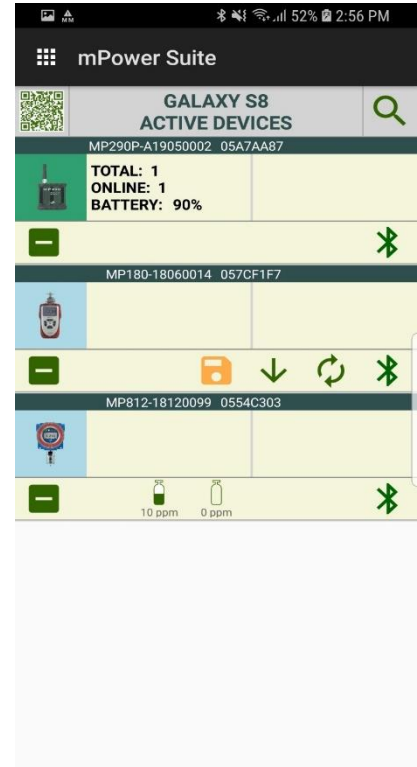 MM 52% 2:56 PM
mPower Suite
GALAXY S8
ACTIVE DEVICES
MP290P-A19050002 05A7AA87
TOTAL: 1
ONLINE: 1
BATTERY: 90%
MP180-18060014 057CF1F7
MP812-18120099 0554C303
10 ppm 0 ppm